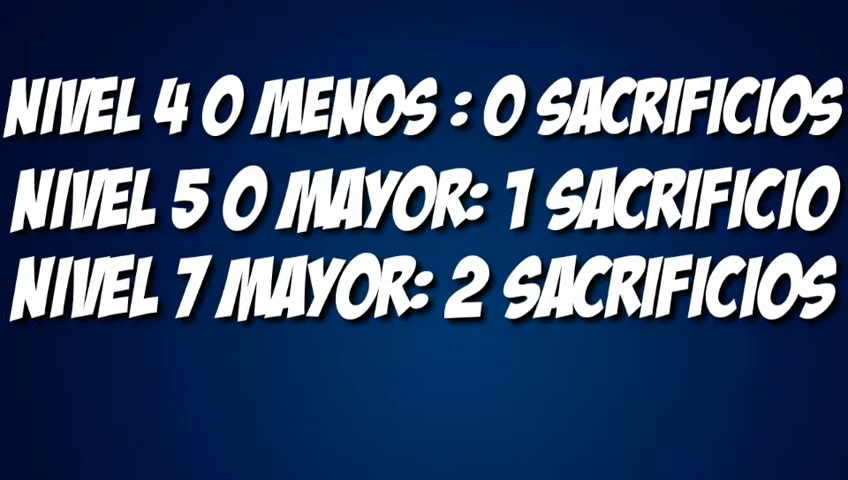 NIVEL 4 O MENOS : 0 SACRIFICIOS
NIVEL 5 O MAYOR: 1 SACRIFICIO
NIVEL 7 MAYOR: 2 SACRIFICIOS